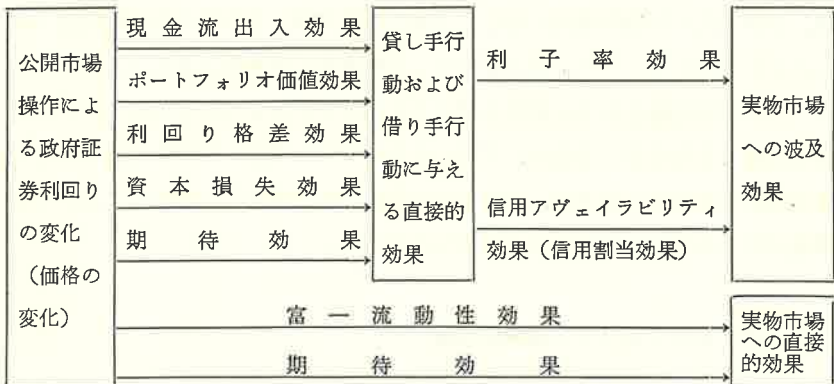 公開市場
操作によ
る政府証
券利回り
の変化
(価格の
変化)
現金流出入効果
ポートフォリオ価値効果
利回り格差効果
資本損失効果
期待効果
貸し手行
動および
借り手行
動に与え
る直接的
効果
利子率効果
信用アヴェイラビリティ
効果(信用割当効果)
実物市場
への波及
効果
富ー流動性効果
期待効果
実物市場
への直接
的効果